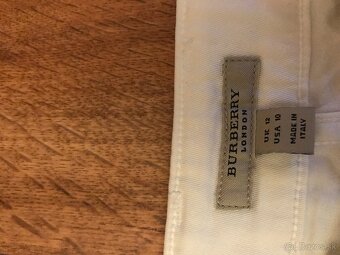 BURBERRY
LONDON
UK 12
USA 10
MADE IN
ITALY